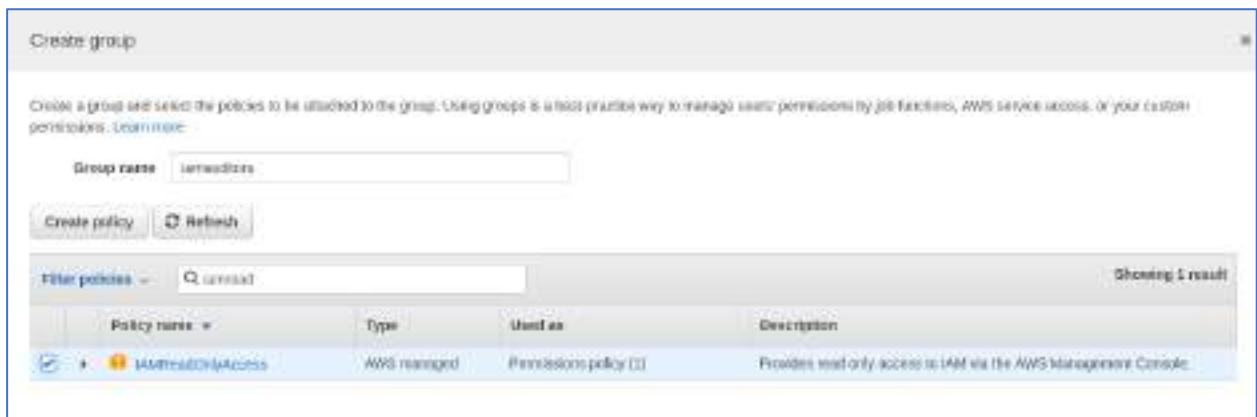 Create group
Create a group and select the policies to be attached to the group. Using groups is a best-practice way to manage users' permissions by job functions, AWS service access, or your custom
permissions. Learn more
Group name
Create policy Refresh
Filter policies iamread Showing 1 result
Policy name Type Used as Description
IAMReadOnlyAccess AWS managed Permissions policy (1) Provides read only access to IAM via the AWS Management Console.